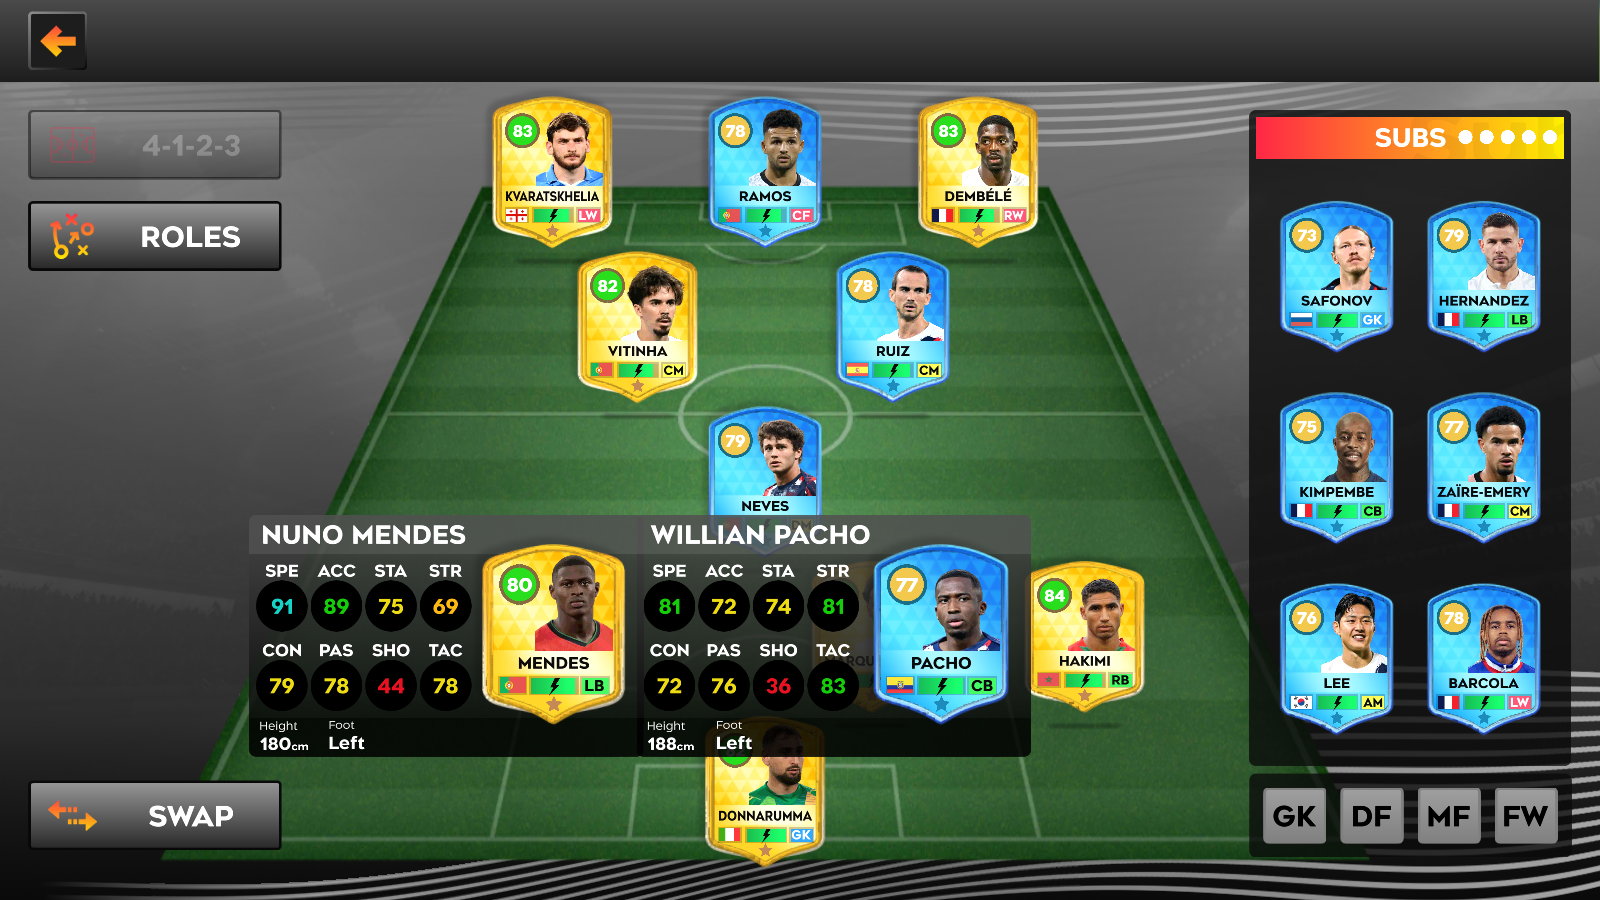 4-1-2-3
ROLES
83
KVARATSKHELIA
LW
78
RAMOS
CF
83
DEMBÉLÉ
RW
82
VITINHA
CM
78
RUIZ
CM
79
NEVES
NUNO MENDES
SPE ACC STA STR
91 89 75 69
CON PAS SHO TAC
79 78 44 78
Height Foot
180cm Left
80
MENDES
LB
WILLIAN PACHO
SPE ACC STA STR
81 72 74 81
CON PAS SHO TAC
72 76 36 83
Height Foot
188cm Left
77
PACHO
CB
84
HAKIMI
RB
DONNARUMMA
GK
SWAP
SUBS
73
SAFONOV
GK
79
HERNANDEZ
LB
75
KIMPEMBE
CB
77
ZAÏRE-EMERY
CM
76
LEE
AM
78
BARCOLA
LW
GK DF MF FW